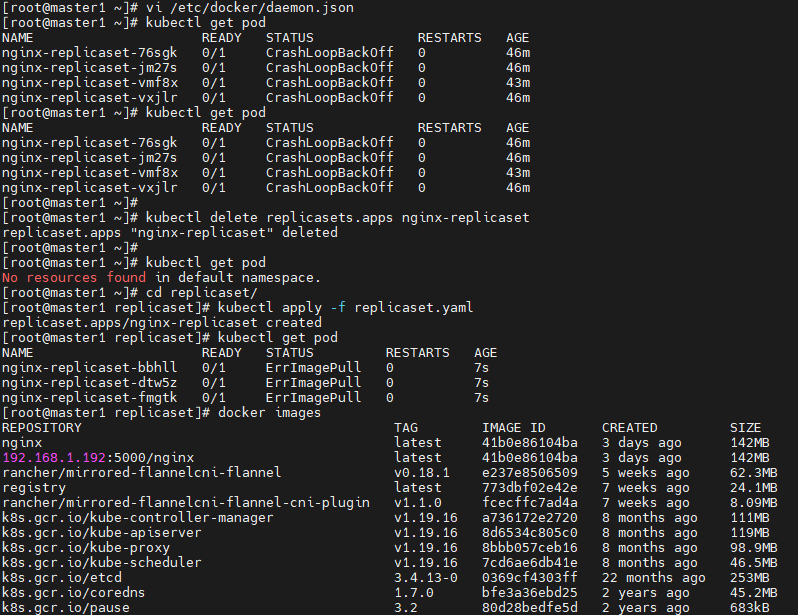 [root@master1 ~]# vi /etc/docker/daemon.json
[root@master1 ~]# kubectl get pod
NAME READY STATUS RESTARTS AGE
nginx-replicaset-76sgk 0/1 CrashLoopBackOff 0 46m
nginx-replicaset-jm27s 0/1 CrashLoopBackOff 0 46m
nginx-replicaset-vmf8x 0/1 CrashLoopBackOff 0 43m
nginx-replicaset-vxjlr 0/1 CrashLoopBackOff 0 46m
[root@master1 ~]# kubectl get pod
NAME READY STATUS RESTARTS AGE
nginx-replicaset-76sgk 0/1 CrashLoopBackOff 0 46m
nginx-replicaset-jm27s 0/1 CrashLoopBackOff 0 46m
nginx-replicaset-vmf8x 0/1 CrashLoopBackOff 0 43m
nginx-replicaset-vxjlr 0/1 CrashLoopBackOff 0 46m
[root@master1 ~]#
[root@master1 ~]# kubectl delete replicasets.apps nginx-replicaset
replicaset.apps "nginx-replicaset" deleted
[root@master1 ~]#
[root@master1 ~]# kubectl get pod
No resources found in default namespace.
[root@master1 ~]# cd replicaset/
[root@master1 replicaset]# kubectl apply -f replicaset.yaml
replicaset.apps/nginx-replicaset created
[root@master1 replicaset]# kubectl get pod
NAME READY STATUS RESTARTS AGE
nginx-replicaset-bbhll 0/1 ErrImagePull 0 7s
nginx-replicaset-dtw5z 0/1 ErrImagePull 0 7s
nginx-replicaset-fmgtk 0/1 ErrImagePull 0 7s
[root@master1 replicaset]# docker images
REPOSITORY TAG IMAGE ID CREATED SIZE
nginx latest 41b0e86104ba 3 days ago 142MB
192.168.1.192:5000/nginx latest 41b0e86104ba 3 days ago 142MB
rancher/mirrored-flannelcni-flannel v0.18.1 e237e8506509 5 weeks ago 62.3MB
registry latest 773dbf02e42e 7 weeks ago 24.1MB
rancher/mirrored-flannelcni-flannel-cni-plugin v1.1.0 fcecffc7ad4a 7 weeks ago 8.09MB
k8s.gcr.io/kube-controller-manager v1.19.16 a736172e2720 8 months ago 111MB
k8s.gcr.io/kube-apiserver v1.19.16 8d6534c805c0 8 months ago 119MB
k8s.gcr.io/kube-proxy v1.19.16 8bbb057ceb16 8 months ago 98.9MB
k8s.gcr.io/kube-scheduler v1.19.16 7cd6ae6db41e 8 months ago 46.5MB
k8s.gcr.io/etcd 3.4.13-0 0369cf4303ff 22 months ago 253MB
k8s.gcr.io/coredns 1.7.0 bfe3a36ebd25 2 years ago 45.2MB
k8s.gcr.io/pause 3.2 80d28bedfe5d 2 years ago 683kB